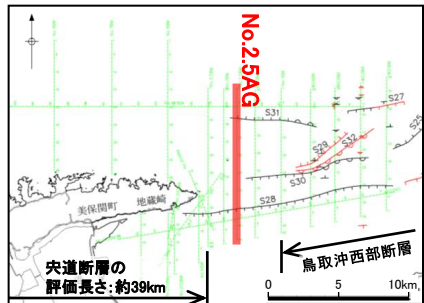 No.2.5AG
S27
S31
S25
S29
S32
S30
S28
美保関町
地蔵崎
鳥取沖西部断層
宍道断層の
評価長さ:約39km
0 5 10km,